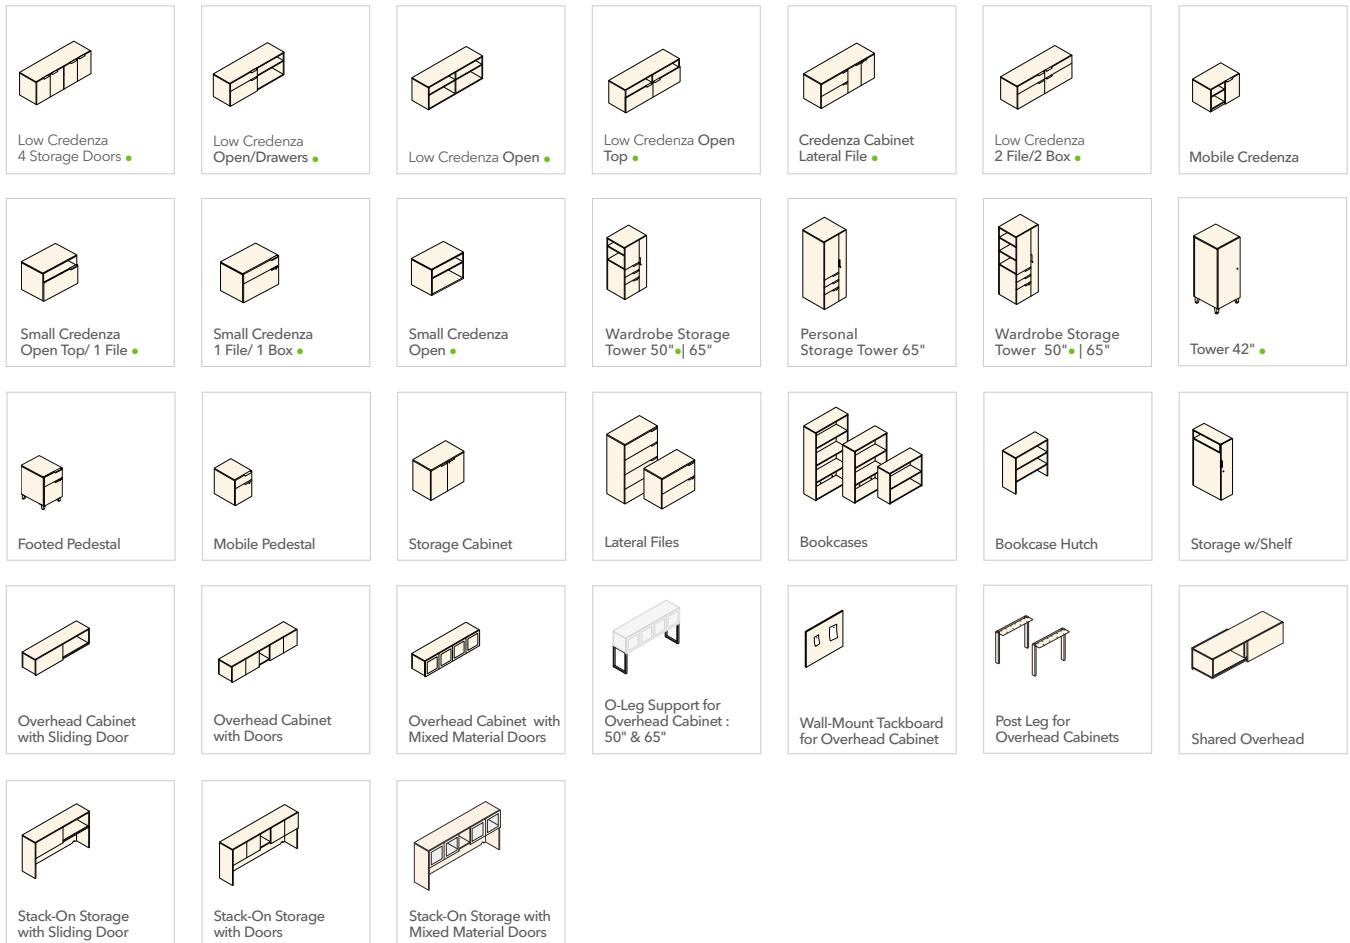 Low Credenza
4 Storage Doors
Low Credenza
Open/Drawers
Low Credenza Open
Low Credenza Open
Top
Credenza Cabinet
Lateral File
Low Credenza
2 File/2 Box
Mobile Credenza
Small Credenza
Open Top/ 1 File
Small Credenza
1 File/ 1 Box
Small Credenza
Open
Wardrobe Storage
Tower 50" | 65"
Personal
Storage Tower 65"
Wardrobe Storage
Tower 50" | 65"
Tower 42"
Footed Pedestal
Mobile Pedestal
Storage Cabinet
Lateral Files
Bookcases
Bookcase Hutch
Storage w/Shelf
Overhead Cabinet
with Sliding Door
Overhead Cabinet
with Doors
Overhead Cabinet with
Mixed Material Doors
O-Leg Support for
Overhead Cabinet :
50" & 65"
Wall-Mount Tackboard
for Overhead Cabinet
Post Leg for
Overhead Cabinets
Shared Overhead
Stack-On Storage
with Sliding Door
Stack-On Storage
with Doors
Stack-On Storage with
Mixed Material Doors